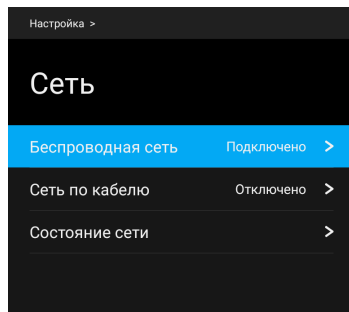 Настройка >
Сеть
Беспроводная сеть Подключено >
Сеть по кабелю Отключено >
Состояние сети >